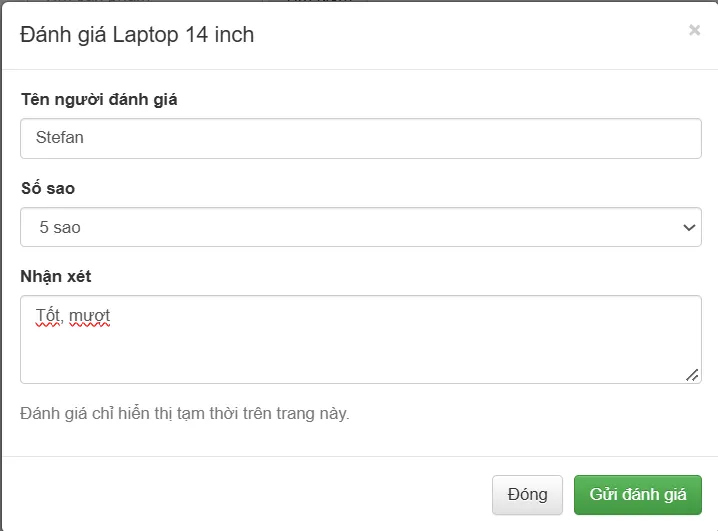 Đánh giá Laptop 14 inch
×
Tên người đánh giá
Stefan
Số sao
5 sao
Nhận xét
Tốt, mượt
Đánh giá chỉ hiển thị tạm thời trên trang này.
Đóng
Gửi đánh giá